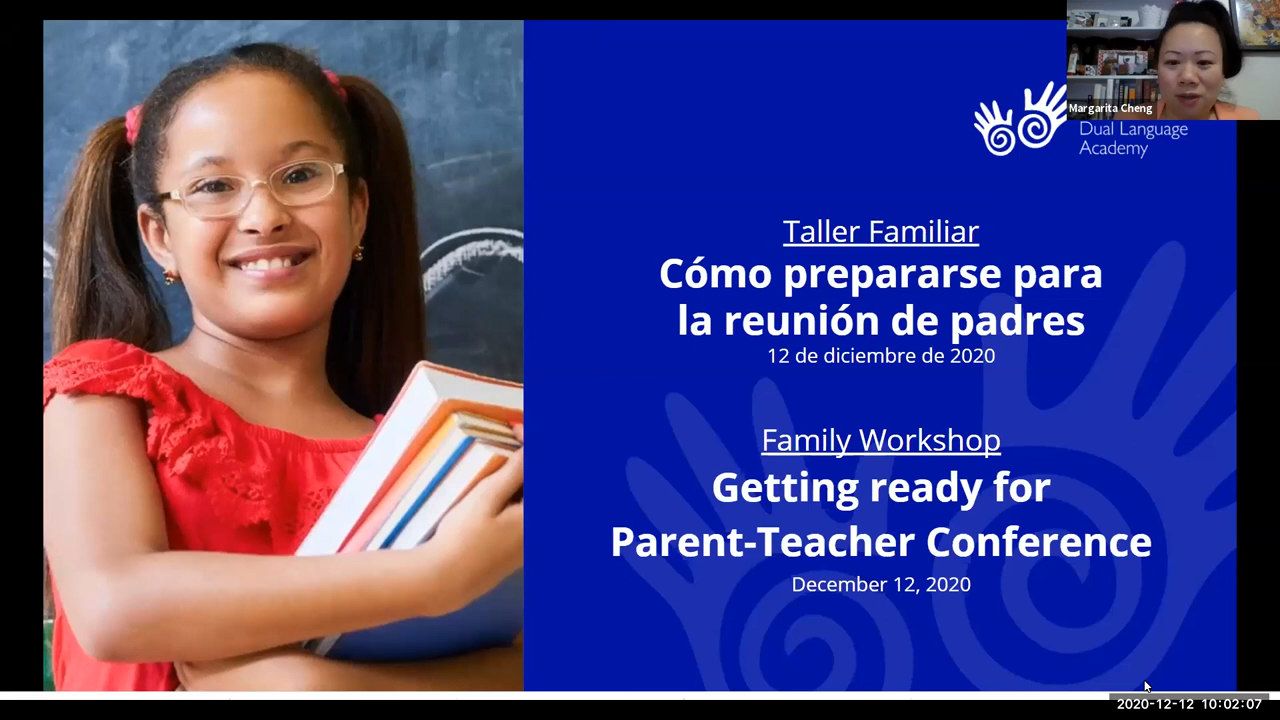 Margarita Cheng
Dual Language
Academy
Taller Familiar
Cómo prepararse para
la reunión de padres
12 de diciembre de 2020
Family Workshop
Getting ready for
Parent-Teacher Conference
December 12, 2020
2020-12-12 10:02:07